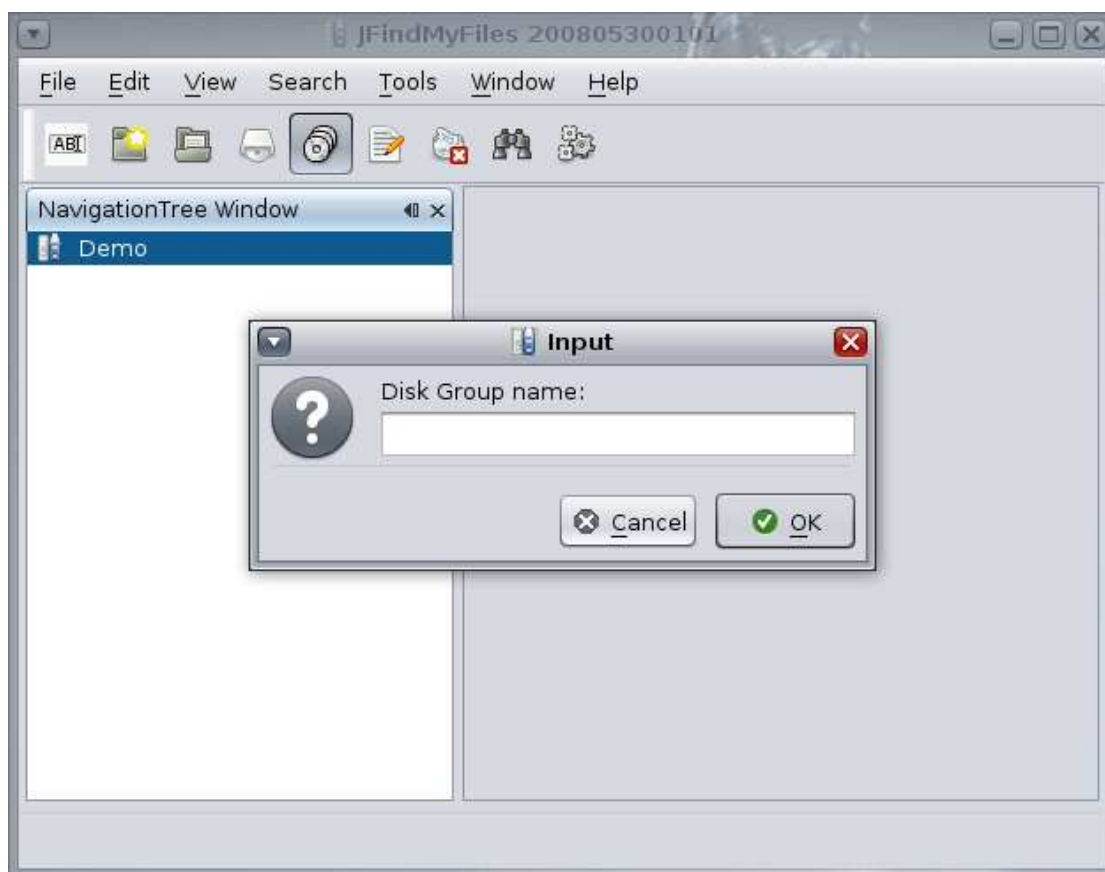 JFindMyFiles 200805300101
File Edit View Search Tools Window Help
ABI
NavigationTree Window
Demo
Input
Disk Group name:
Cancel OK